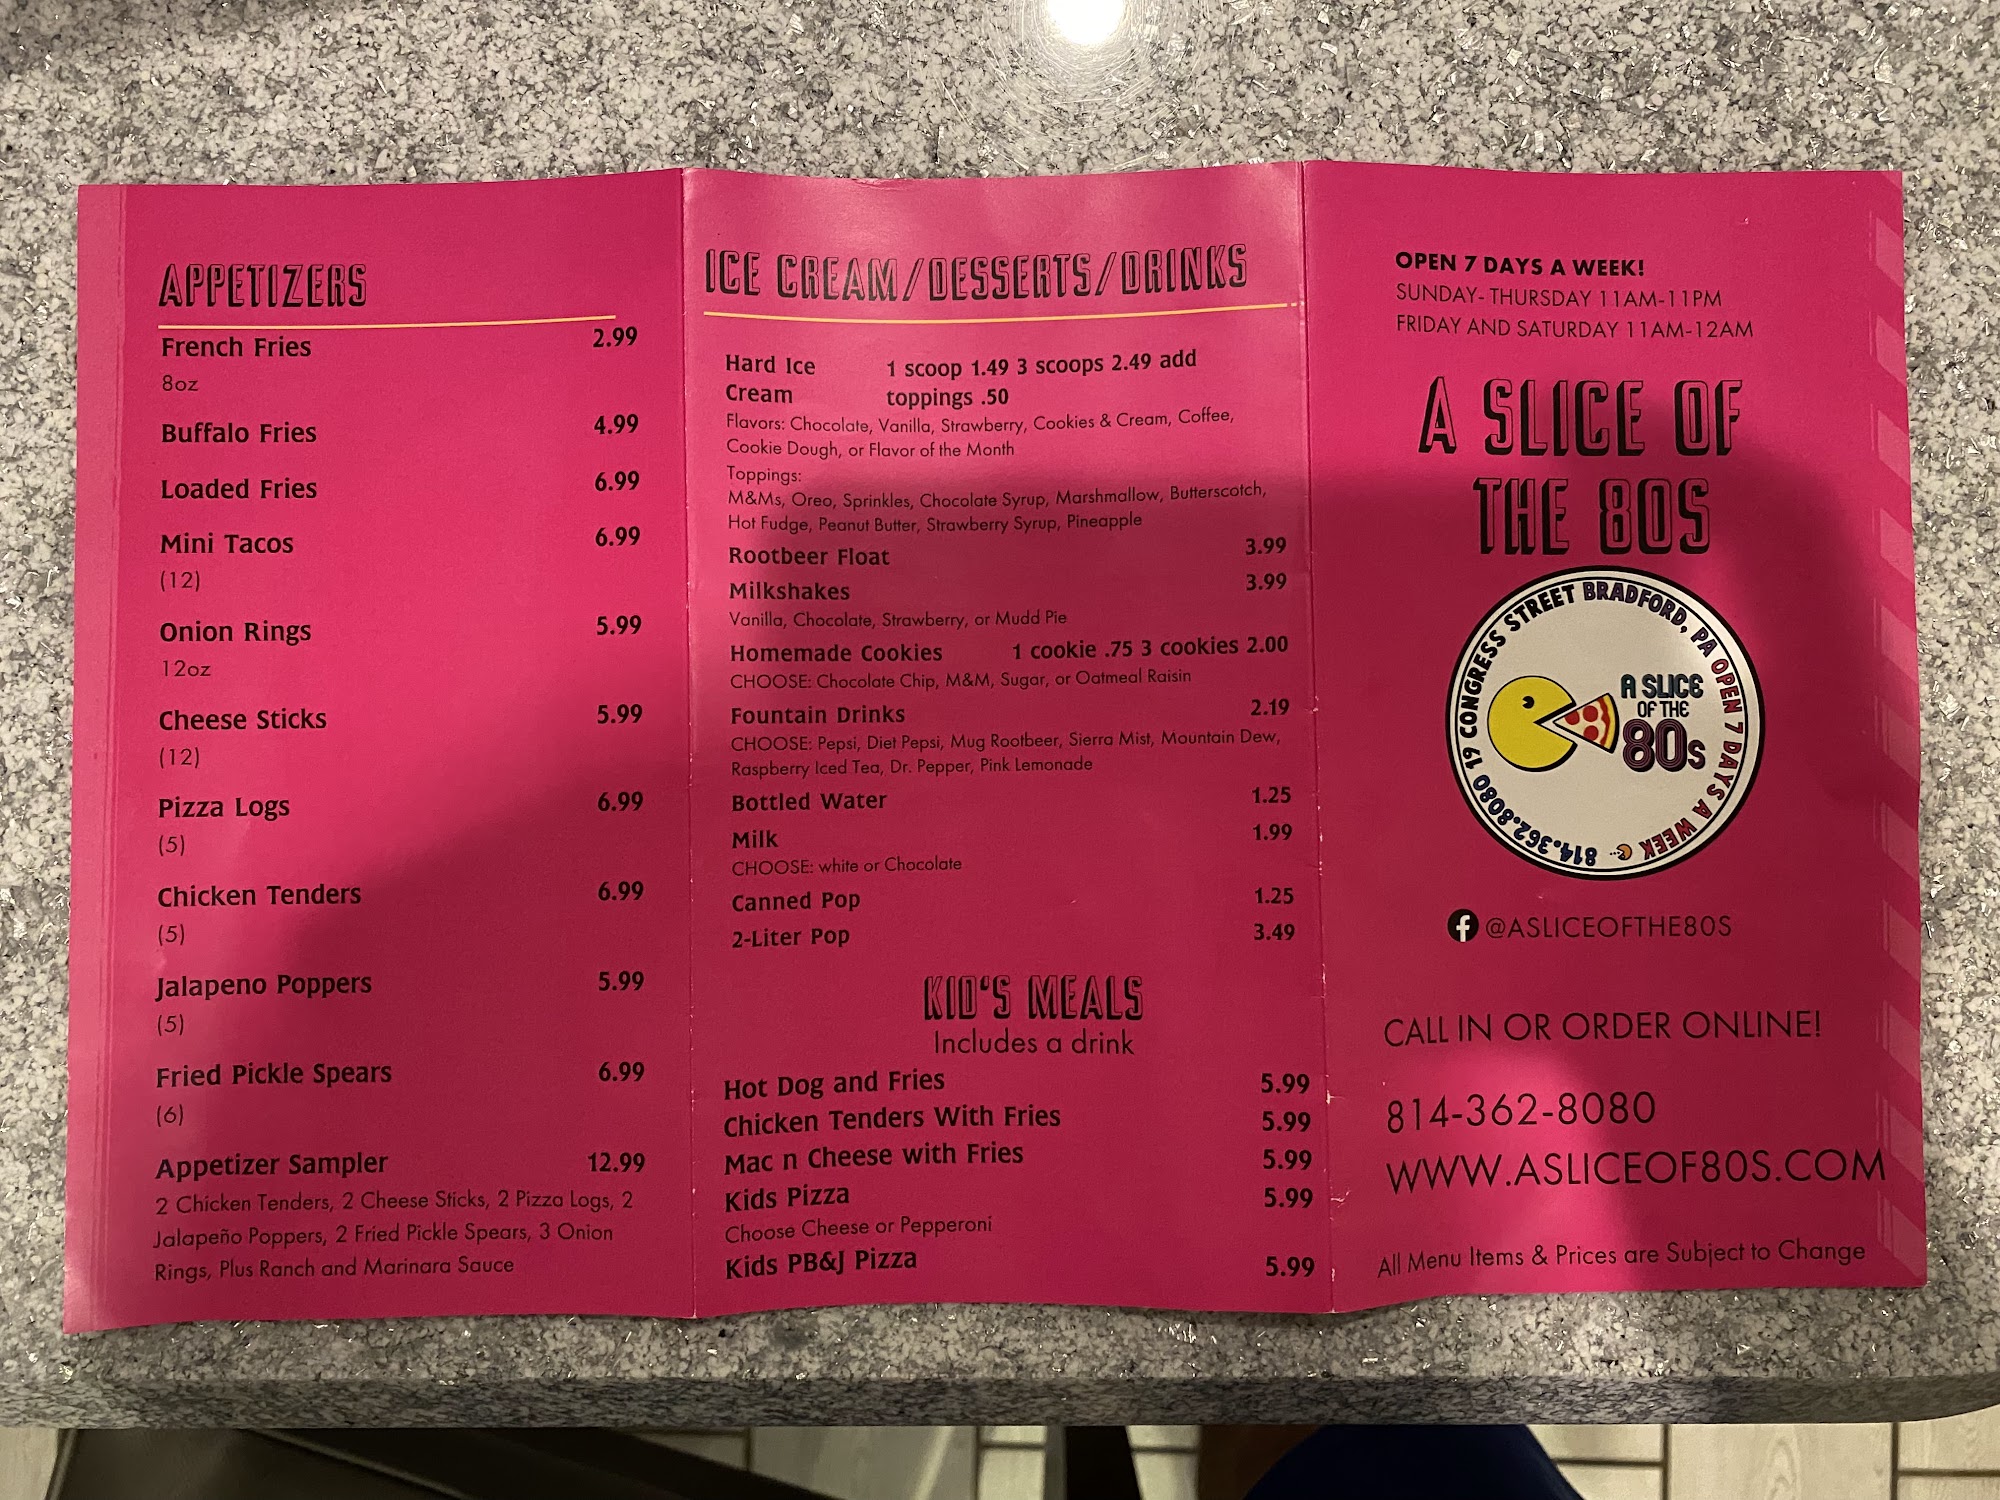 APPETIZERS
French Fries 2.99
8oz
Buffalo Fries 4.99
Loaded Fries 6.99
Mini Tacos 6.99
(12)
Onion Rings 5.99
12oz
Cheese Sticks 5.99
(12)
Pizza Logs 6.99
(5)
Chicken Tenders 6.99
(5)
Jalapeno Poppers 5.99
(5)
Fried Pickle Spears 6.99
(6)
Appetizer Sampler 12.99
2 Chicken Tenders, 2 Cheese Sticks, 2 Pizza Logs, 2
Jalapeño Poppers, 2 Fried Pickle Spears, 3 Onion
Rings, Plus Ranch and Marinara Sauce
ICE CREAM/DESSERTS/DRINKS
Hard Ice 1 scoop 1.49 3 scoops 2.49 add
Cream toppings .50
Flavors: Chocolate, Vanilla, Strawberry, Cookies & Cream, Coffee,
Cookie Dough, or Flavor of the Month
Toppings:
M&Ms, Oreo, Sprinkles, Chocolate Syrup, Marshmallow, Butterscotch,
Hot Fudge, Peanut Butter, Strawberry Syrup, Pineapple
Rootbeer Float 3.99
Milkshakes 3.99
Vanilla, Chocolate, Strawberry, or Mudd Pie
Homemade Cookies 1 cookie .75 3 cookies 2.00
CHOOSE: Chocolate Chip, M&M, Sugar, or Oatmeal Raisin
Fountain Drinks 2.19
CHOOSE: Pepsi, Diet Pepsi, Mug Rootbeer, Sierra Mist, Mountain Dew,
Raspberry Iced Tea, Dr. Pepper, Pink Lemonade
Bottled Water 1.25
Milk 1.99
CHOOSE: white or Chocolate
Canned Pop 1.25
2-Liter Pop 3.49
KID'S MEALS
Includes a drink
Hot Dog and Fries 5.99
Chicken Tenders With Fries 5.99
Mac n Cheese with Fries 5.99
Kids Pizza 5.99
Choose Cheese or Pepperoni
Kids PB&J Pizza 5.99
OPEN 7 DAYS A WEEK!
SUNDAY- THURSDAY 11AM-11PM
FRIDAY AND SATURDAY 11AM-12AM
A SLICE OF
THE 80S
19 CONGRESS STREET BRADFORD, PA OPEN 7 DAYS A WEEK
814.362.8080
A SLICE
OF THE
80s
@ASLICEOFTHE80S
CALL IN OR ORDER ONLINE!
814-362-8080
WWW.ASLICEOF80S.COM
All Menu Items & Prices are Subject to Change